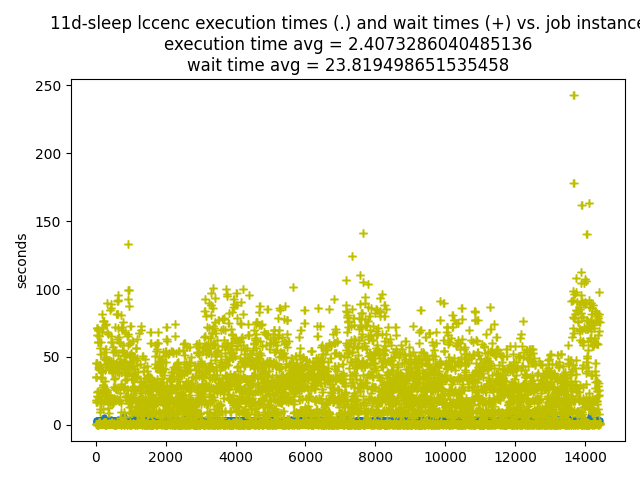 11d-sleep lccenc execution times (.) and wait times (+) vs. job instance
execution time avg = 2.4073286040485136
wait time avg = 23.819498651535458
250
200
150
100
50
0
seconds
0 2000 4000 6000 8000 10000 12000 14000